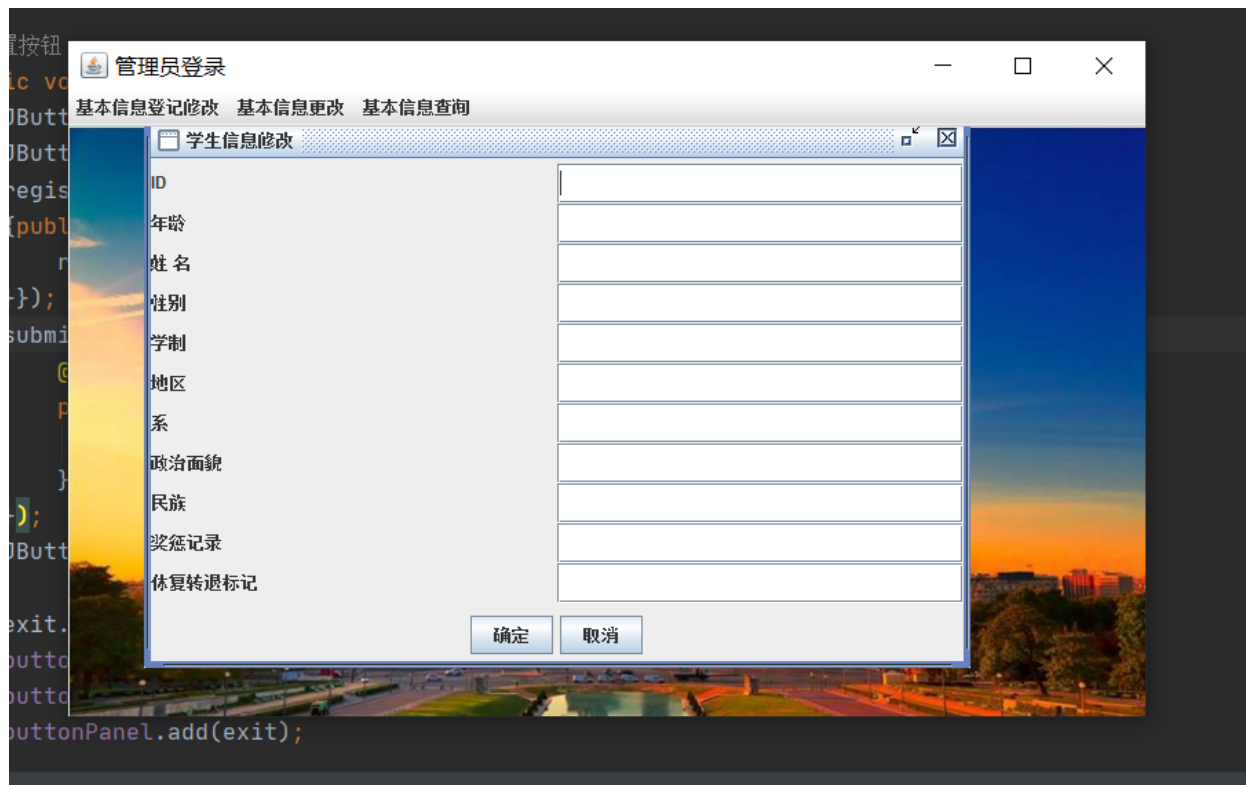 置按钮
管理员登录
ic vo
基本信息登记修改 基本信息更改 基本信息查询
JButt
学生信息修改
JButt
ID
regis
年龄
{publ
姓 名
r
性别
});
学制
submi
地区
@
系
p
政治面貌
}
民族
);
奖惩记录
JButt
休复转退标记
确定 取消
exit.
butto
butto
buttonPanel.add(exit);